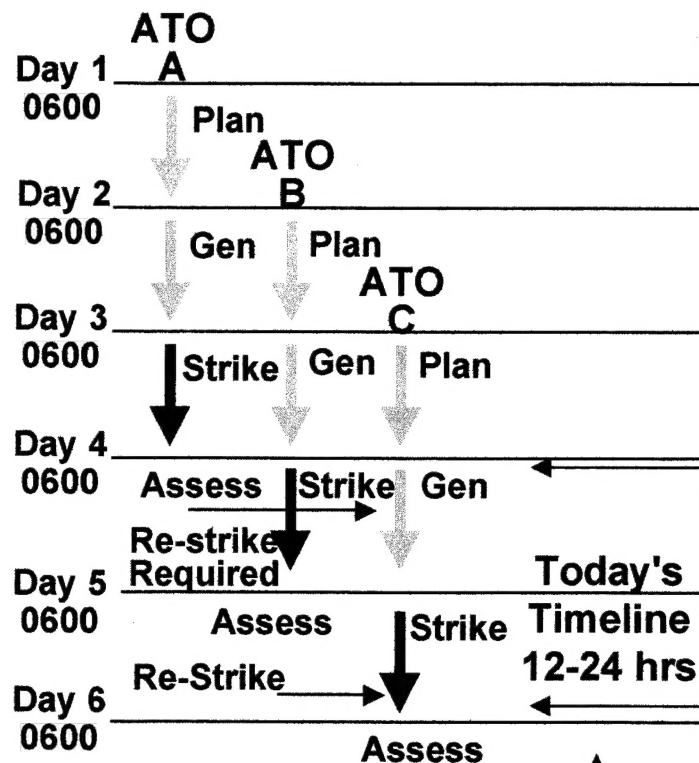 ATO
A
Day 1
0600
Plan
ATO
B
Day 2
0600
Gen
Plan
ATO
C
Day 3
0600
Strike
Gen
Plan
Day 4
0600
Assess
Strike
Gen
Re-strike
Required
Day 5
0600
Today's
Timeline
12-24 hrs
Assess
Strike
Re-Strike
Day 6
0600
Assess